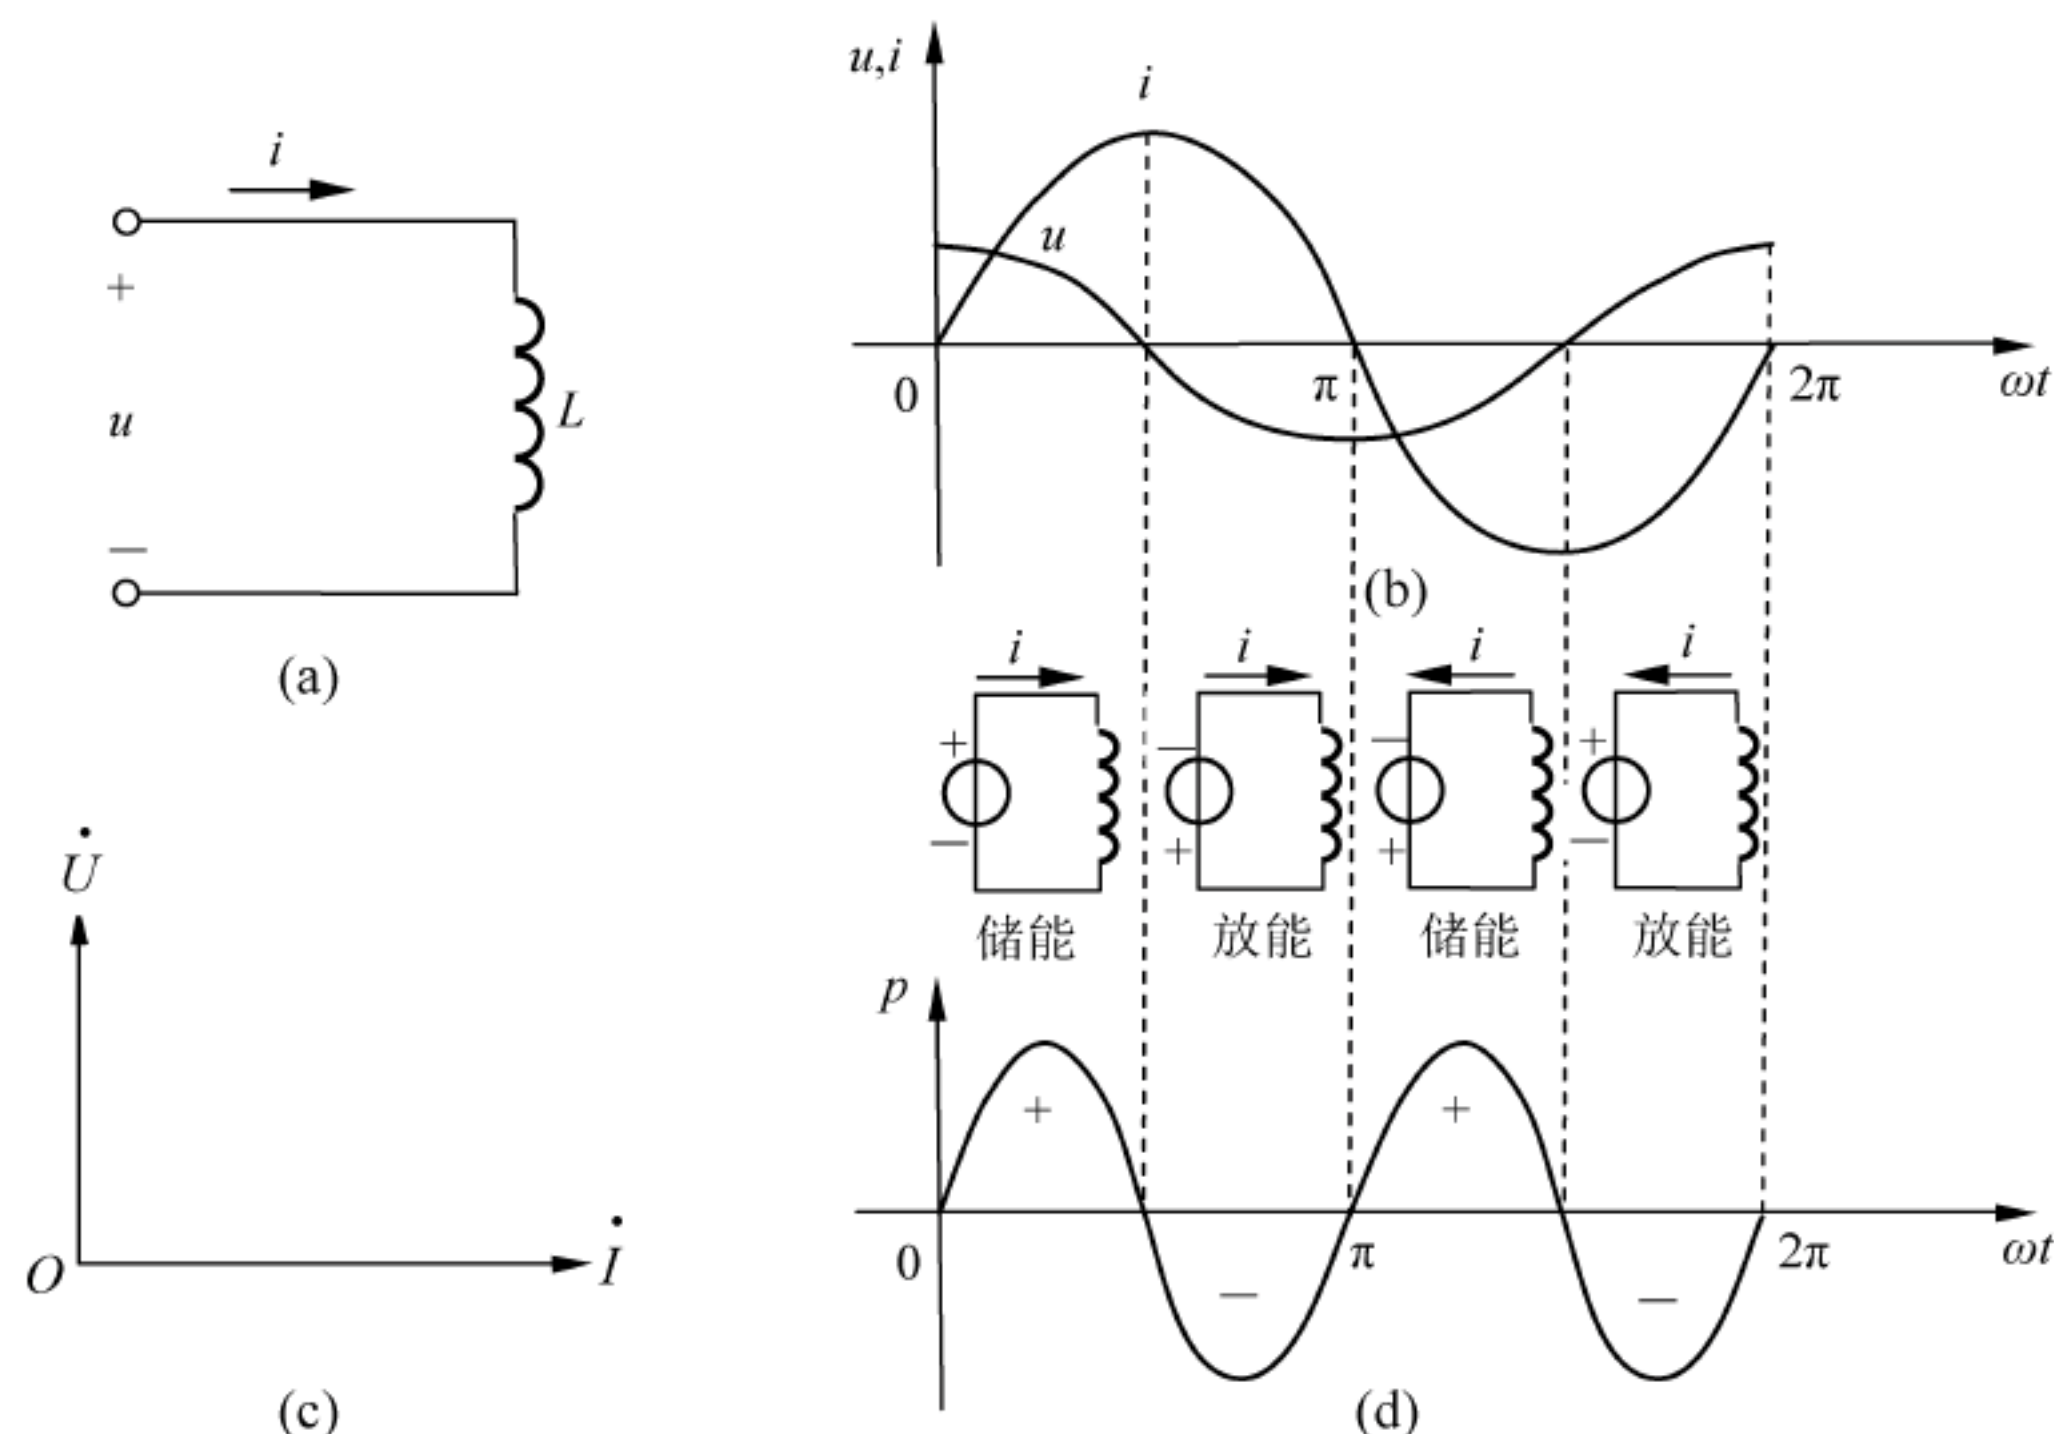 i
+
u
L
—
(a)
u,i
i
u
0
π
2π
ωt
(b)
i
i
i
i
+
—
—
+
—
+
+
—
储能
放能
储能
放能
U̇
O
İ
(c)
p
+
+
0
π
2π
ωt
—
—
(d)